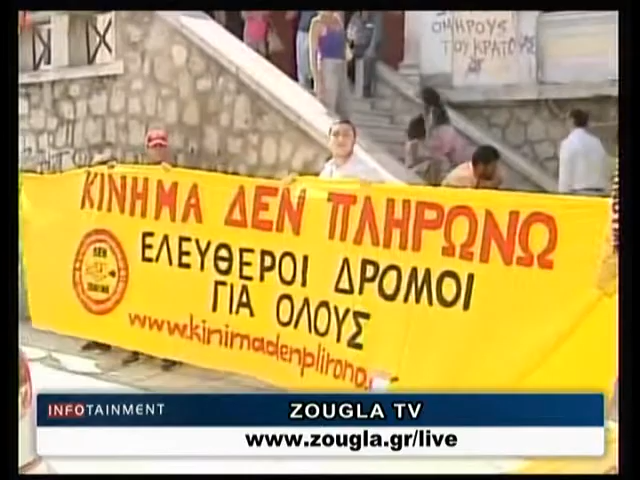 ΟΜΗΡΟΥΣ
ΤΟΥ ΚΡΑΤΟΥΣ
ΚΙΝΗΜΑ ΔΕΝ ΠΛΗΡΩΝΩ
ΕΛΕΥΘΕΡΟΙ ΔΡΟΜΟΙ
ΓΙΑ ΟΛΟΥΣ
www.kinimadenplirono.
ΔΕΝ
INFOTAINMENT
ZOUGLA TV
www.zougla.gr/live